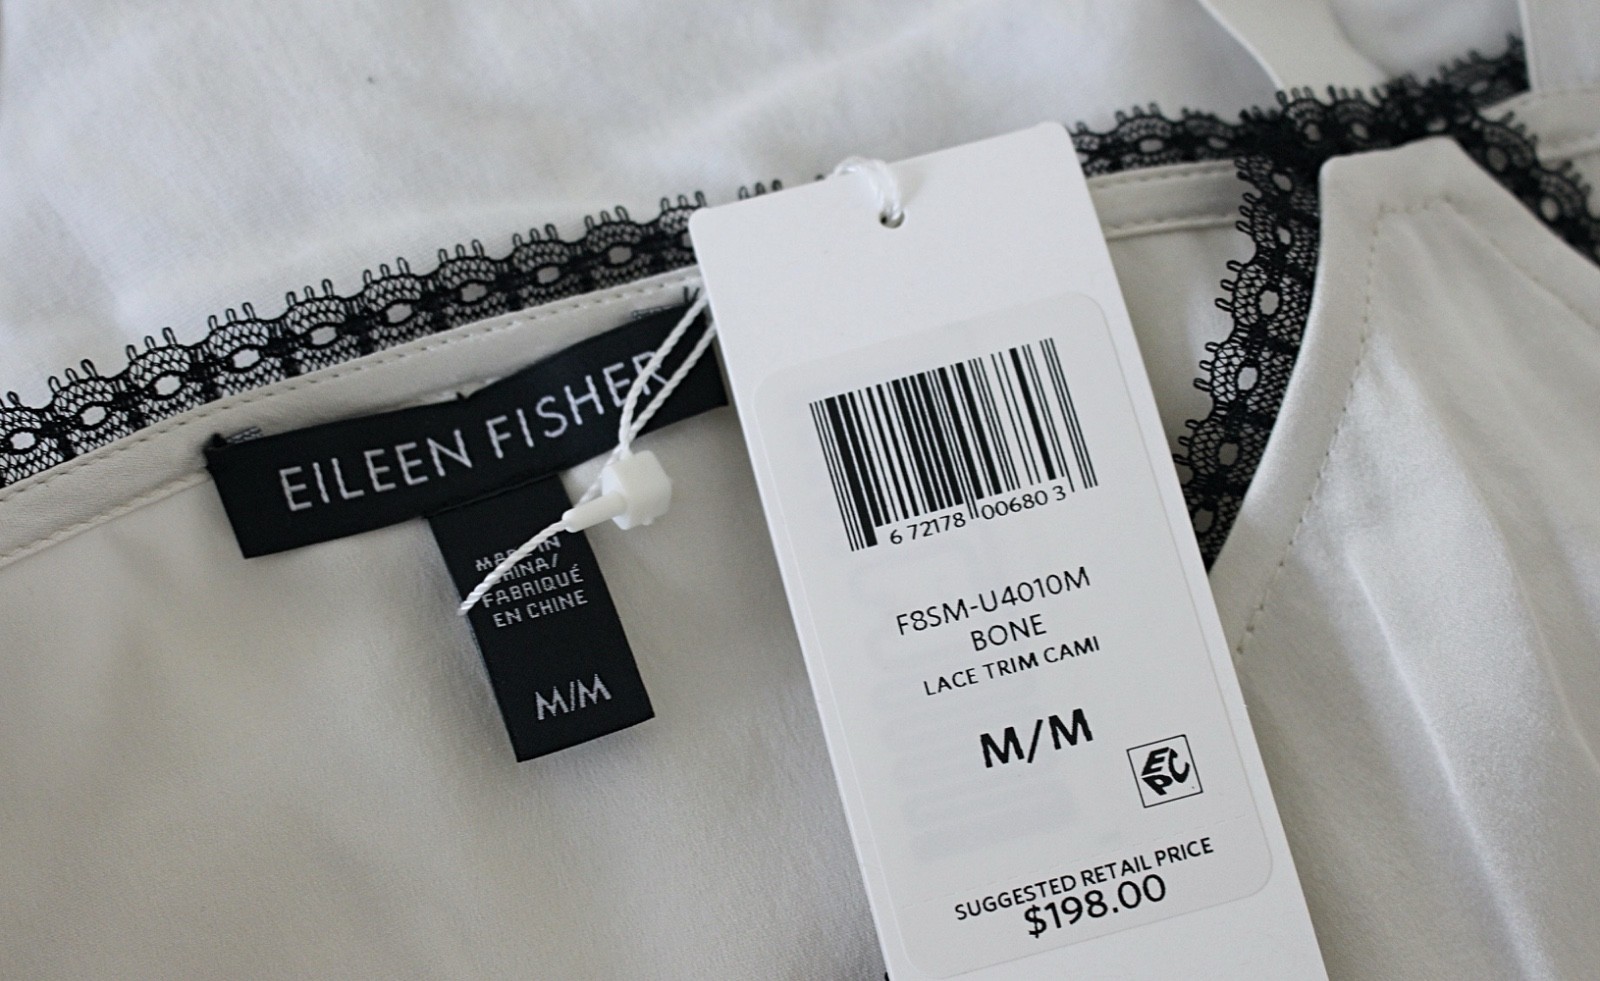 EILEEN FISHER
MADE IN
CHINA/
FABRIQUÉ
EN CHINE
M/M
6 72178 00680 3
F8SM-U4010M
BONE
LACE TRIM CAMI
M/M
EPC
SUGGESTED RETAIL PRICE
$198.00